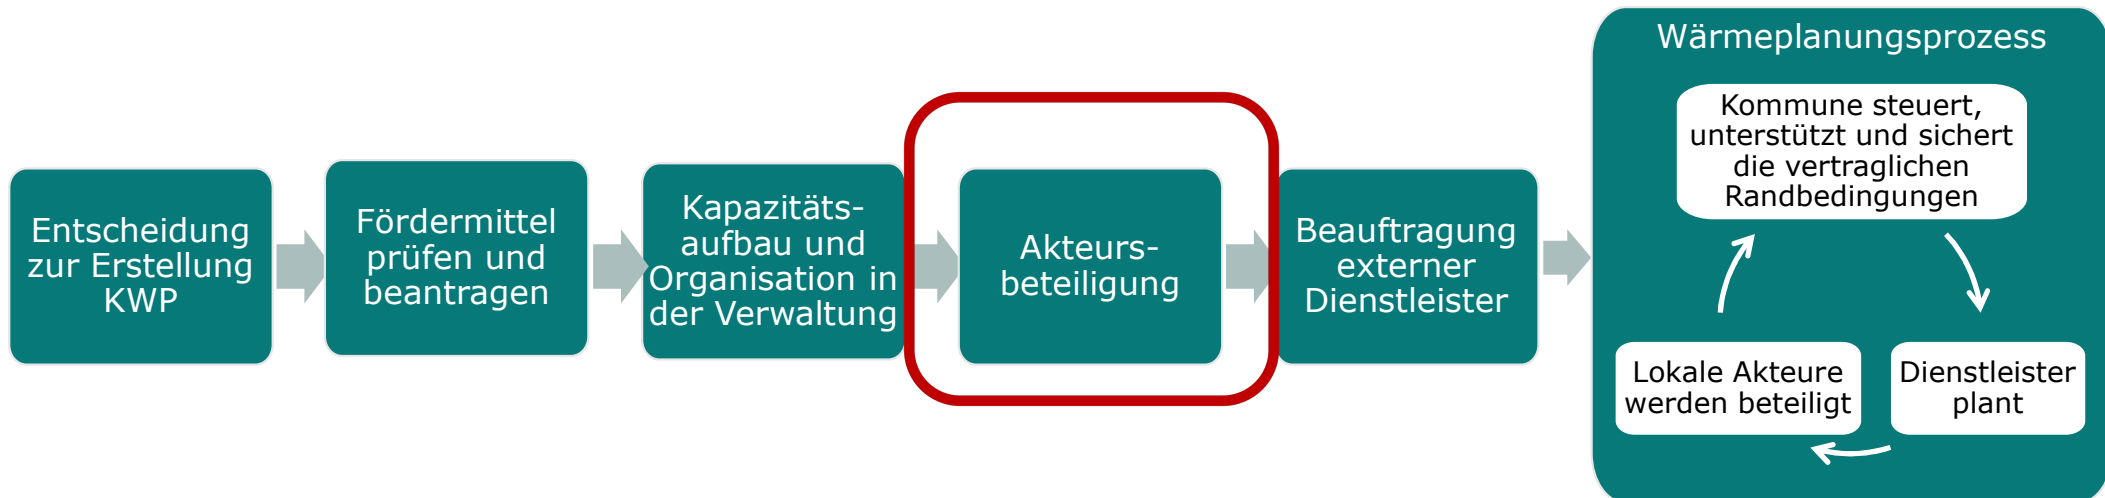 Entscheidung
zur Erstellung
KWP
Fördermittel
prüfen und
beantragen
Kapazitäts-
aufbau und
Organisation in
der Verwaltung
Akteurs-
beteiligung
Beauftragung
externer
Dienstleister
Wärmeplanungsprozess
Kommune steuert,
unterstützt und sichert
die vertraglichen
Randbedingungen
Lokale Akteure
werden beteiligt
Dienstleister
plant